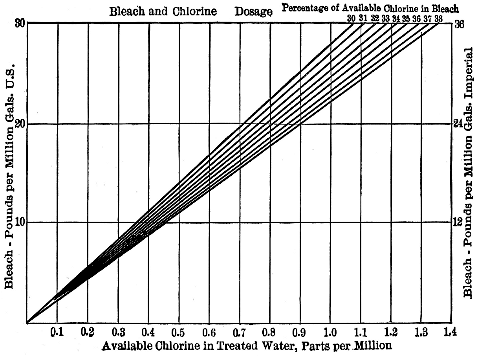 Bleach and Chlorine Dosage
Percentage of Available Chlorine in Bleach
30 31 32 33 34 35 36 37 38
30
20
10
36
24
12
Bleach - Pounds per Million Gals. U.S.
Bleach - Pounds per Million Gals. Imperial
0.1 0.2 0.3 0.4 0.5 0.6 0.7 0.8 0.9 1.0 1.1 1.2 1.3 1.4
Available Chlorine in Treated Water, Parts per Million